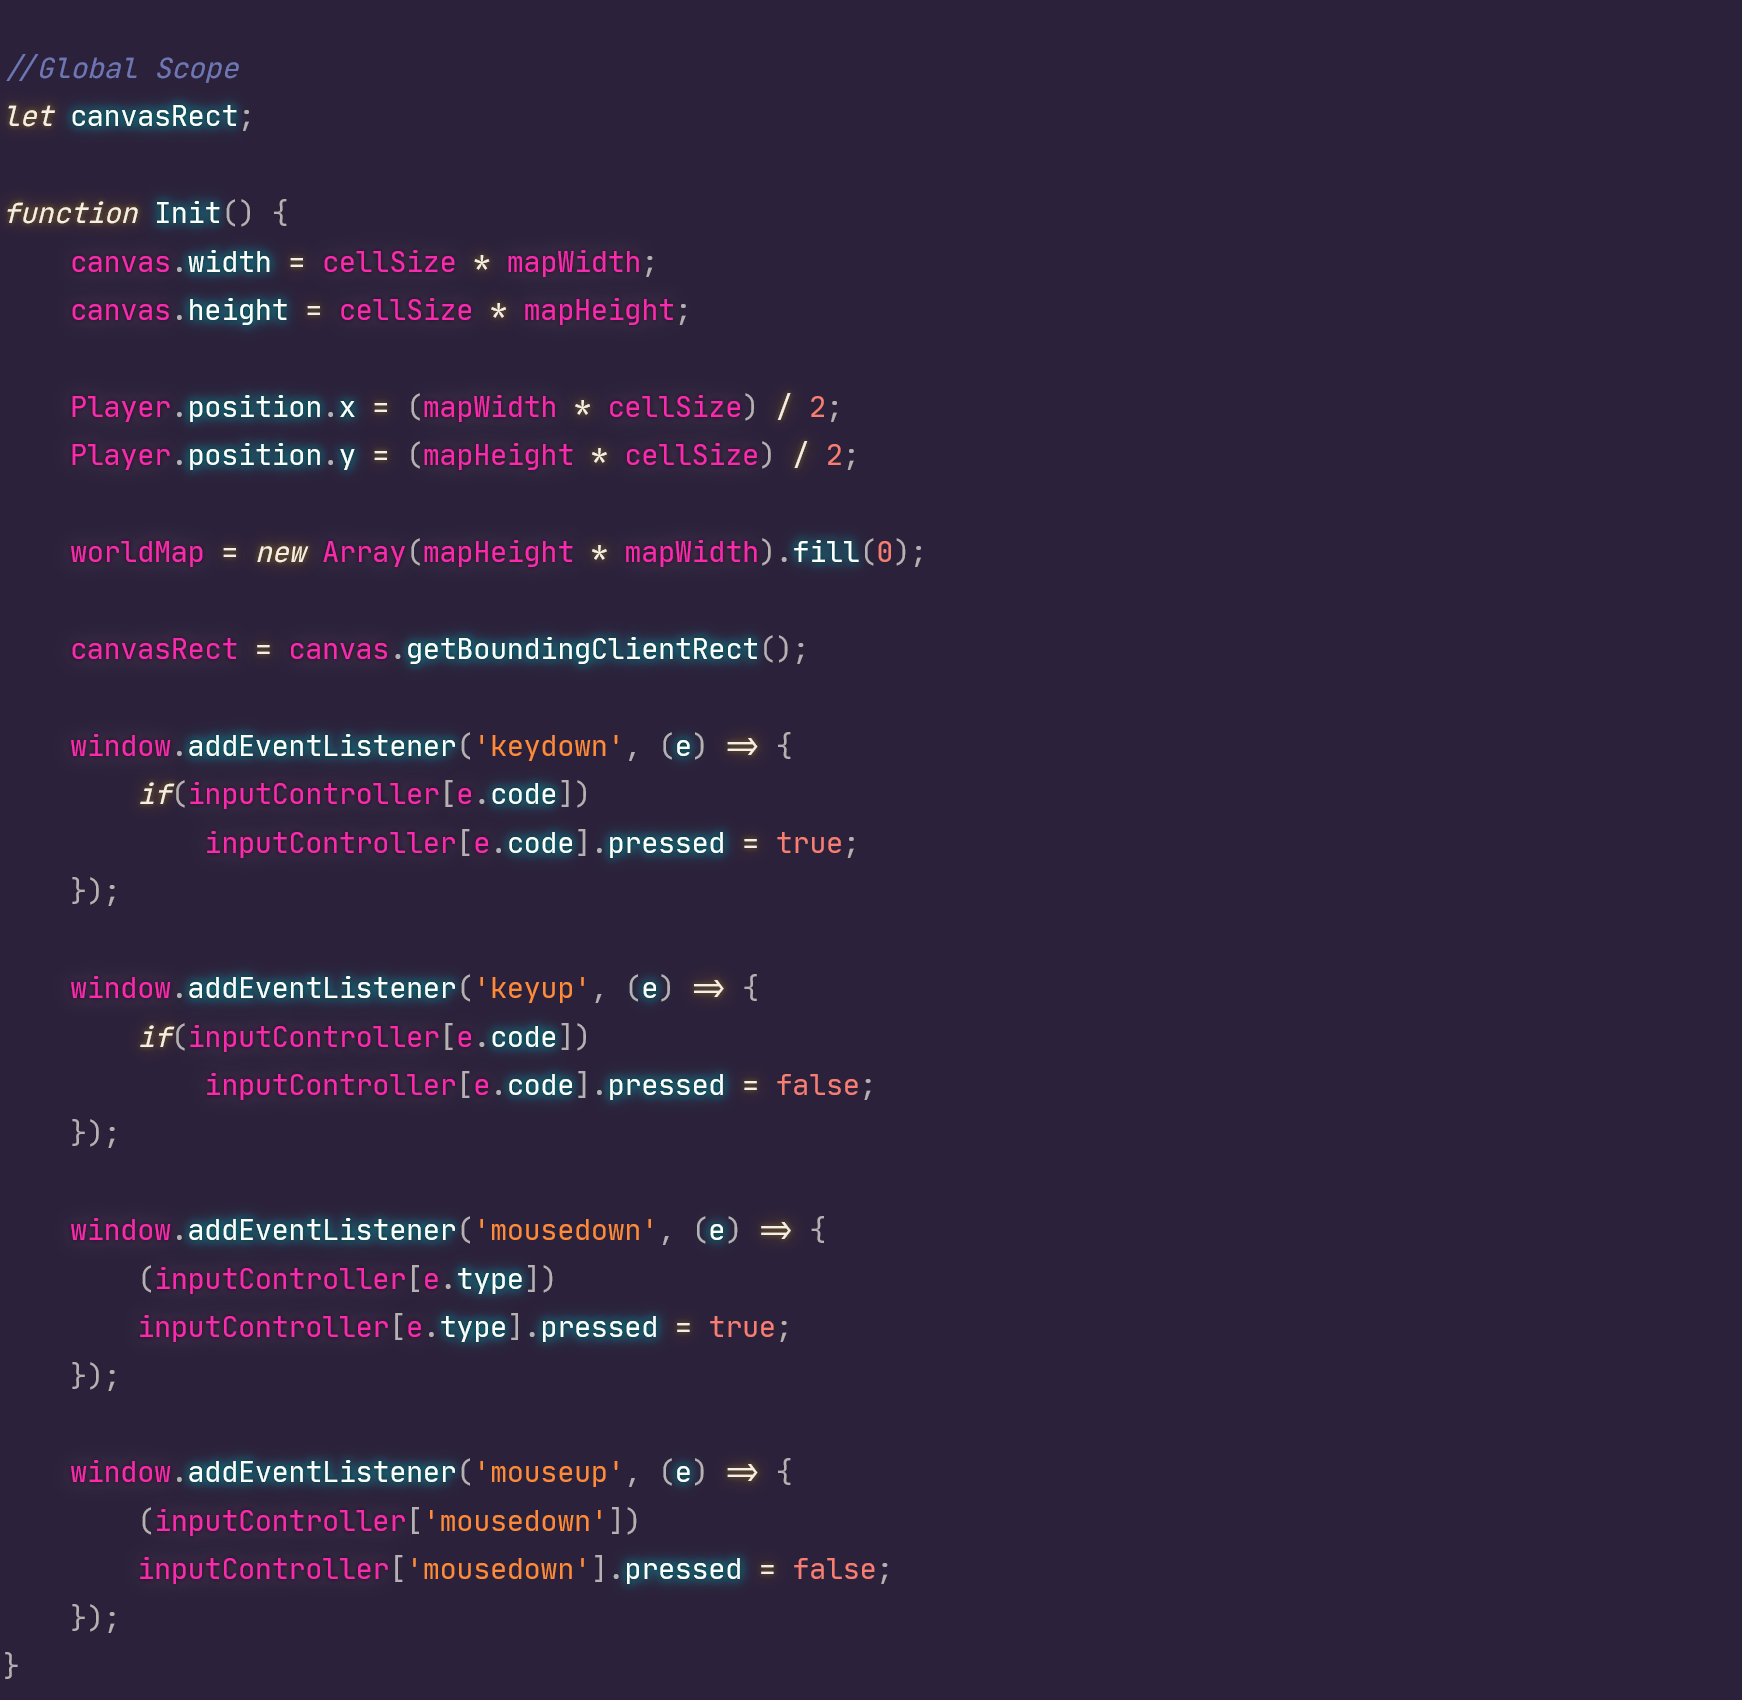 //Global Scope
let canvasRect;
function Init() {
    canvas.width = cellSize * mapWidth;
    canvas.height = cellSize * mapHeight;
    Player.position.x = (mapWidth * cellSize) / 2;
    Player.position.y = (mapHeight * cellSize) / 2;
    worldMap = new Array(mapHeight * mapWidth).fill(0);
    canvasRect = canvas.getBoundingClientRect();
    window.addEventListener('keydown', (e) => {
        if(inputController[e.code])
            inputController[e.code].pressed = true;
    });
    window.addEventListener('keyup', (e) => {
        if(inputController[e.code])
            inputController[e.code].pressed = false;
    });
    window.addEventListener('mousedown', (e) => {
        (inputController[e.type])
        inputController[e.type].pressed = true;
    });
    window.addEventListener('mouseup', (e) => {
        (inputController['mousedown'])
        inputController['mousedown'].pressed = false;
    });
}